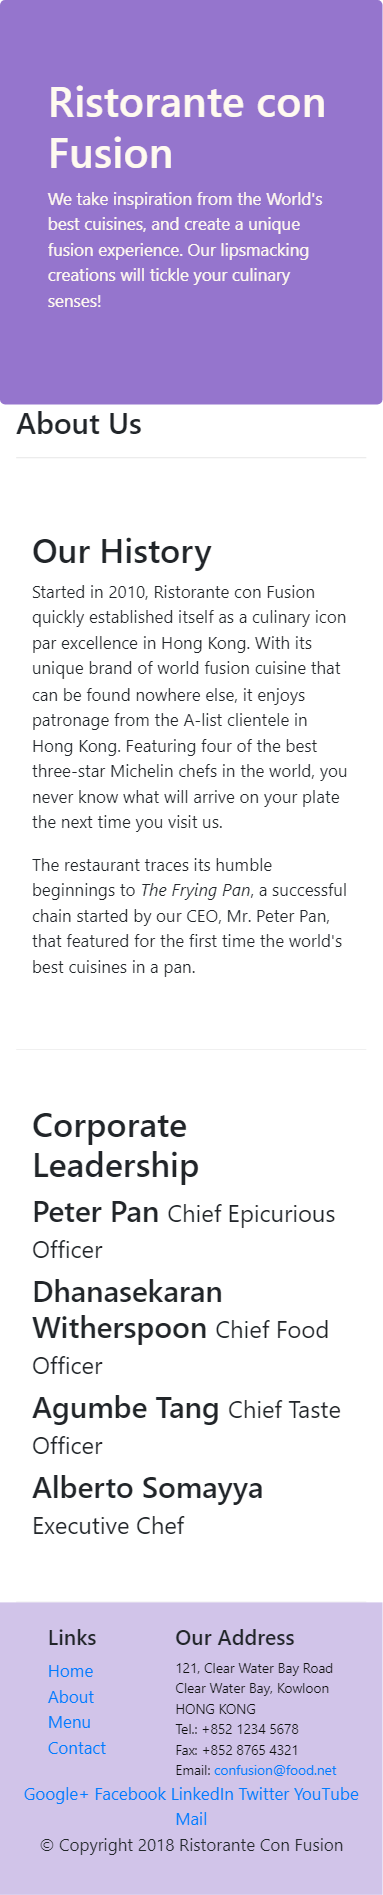 Ristorante con
Fusion
We take inspiration from the World's
best cuisines, and create a unique
fusion experience. Our lipsmacking
creations will tickle your culinary
senses!
About Us
Our History
Started in 2010, Ristorante con Fusion
quickly established itself as a culinary icon
par excellence in Hong Kong. With its
unique brand of world fusion cuisine that
can be found nowhere else, it enjoys
patronage from the A-list clientele in
Hong Kong. Featuring four of the best
three-star Michelin chefs in the world, you
never know what will arrive on your plate
the next time you visit us.
The restaurant traces its humble
beginnings to The Frying Pan, a successful
chain started by our CEO, Mr. Peter Pan,
that featured for the first time the world's
best cuisines in a pan.
Corporate
Leadership
Peter Pan Chief Epicurious
Officer
Dhanasekaran
Witherspoon Chief Food
Officer
Agumbe Tang Chief Taste
Officer
Alberto Somayya
Executive Chef
Links
Home
About
Menu
Contact
Our Address
121, Clear Water Bay Road
Clear Water Bay, Kowloon
HONG KONG
Tel.: +852 1234 5678
Fax: +852 8765 4321
Email: confusion@food.net
Google+ Facebook LinkedIn Twitter YouTube
Mail
© Copyright 2018 Ristorante Con Fusion